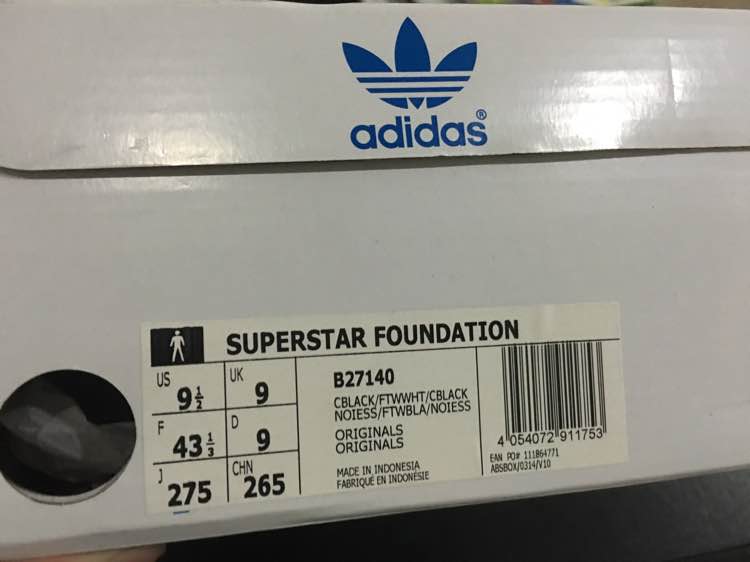 adidas®
SUPERSTAR FOUNDATION
US 9½
UK 9
F 43⅓
D 9
J 275
CHN 265
B27140
CBLACK/FTWWHT/CBLACK
NOIESS/FTWBLA/NOIESS
ORIGINALS
ORIGINALS
MADE IN INDONESIA
FABRIQUÉ EN INDONÉSIE
4 054072 911753
EAN PO# 111864771
ABSBOX/0314/V10